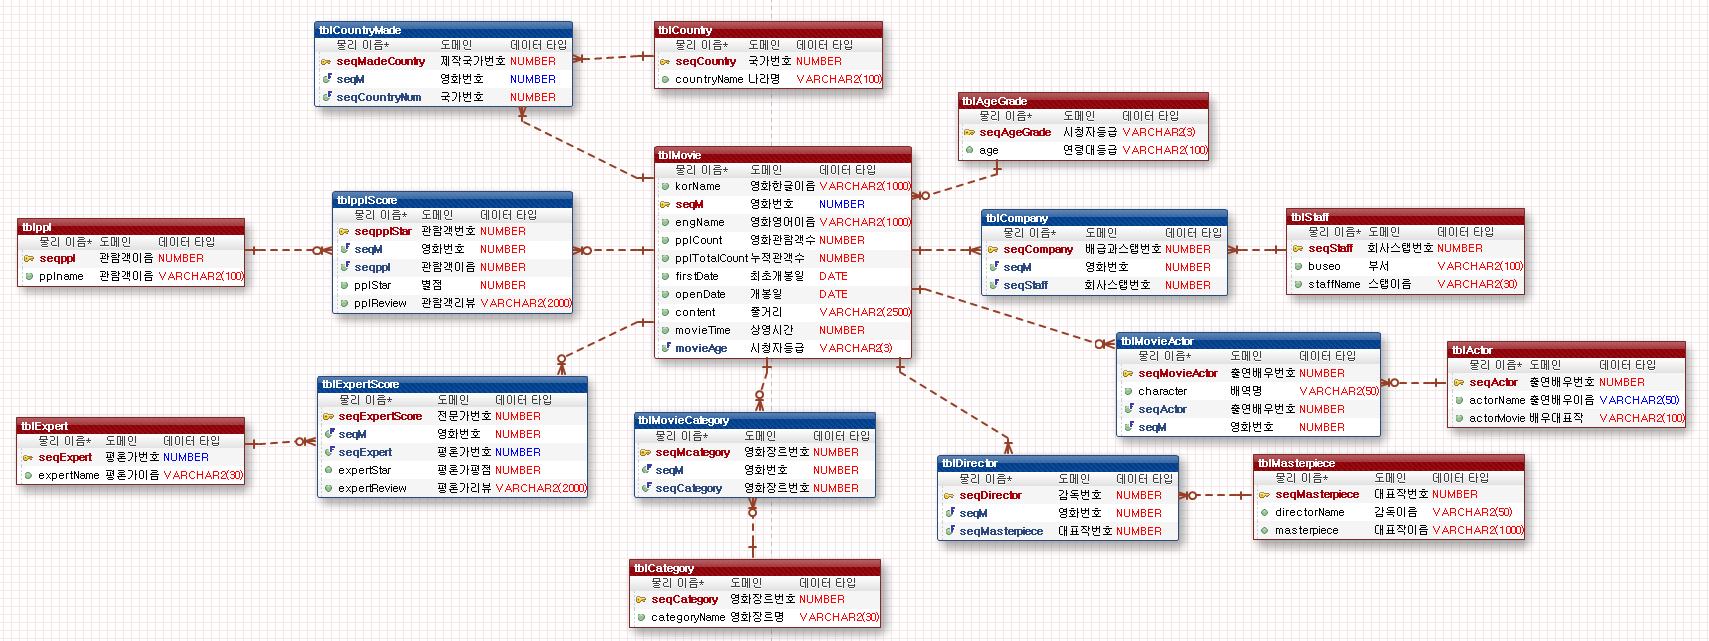 tblCountryMade
물리 이름* 도메인 데이터 타입
seqMadeCountry 제작국가번호 NUMBER
seqM 영화번호 NUMBER
seqCountryNum 국가번호 NUMBER
tblCountry
물리 이름* 도메인 데이터 타입
seqCountry 국가번호 NUMBER
countryName 나라명 VARCHAR2(100)
tblAgeGrade
물리 이름* 도메인 데이터 타입
seqAgeGrade 시청자등급 VARCHAR2(3)
age 연령대등급 VARCHAR2(100)
tblMovie
물리 이름* 도메인 데이터 타입
korName 영화한글이름 VARCHAR2(1000)
seqM 영화번호 NUMBER
engName 영화영어이름 VARCHAR2(1000)
pplCount 영화관람객수 NUMBER
pplTotalCount 누적관객수 NUMBER
firstDate 최초개봉일 DATE
openDate 개봉일 DATE
content 줄거리 VARCHAR2(2500)
movieTime 상영시간 NUMBER
movieAge 시청자등급 VARCHAR2(3)
tblppl
물리 이름* 도메인 데이터 타입
seqppl 관람객이름 NUMBER
pplname 관람객이름 VARCHAR2(100)
tblpplScore
물리 이름* 도메인 데이터 타입
seqpplStar 관람객번호 NUMBER
seqM 영화번호 NUMBER
seqppl 관람객이름 NUMBER
pplStar 별점 NUMBER
pplReview 관람객리뷰 VARCHAR2(2000)
tblCompany
물리 이름* 도메인 데이터 타입
seqCompany 배급과스탭번호 NUMBER
seqM 영화번호 NUMBER
seqStaff 회사스탭번호 NUMBER
tblStaff
물리 이름* 도메인 데이터 타입
seqStaff 회사스탭번호 NUMBER
buseo 부서 VARCHAR2(100)
staffName 스탭이름 VARCHAR2(30)
tblMovieActor
물리 이름* 도메인 데이터 타입
seqMovieActor 출연배우번호 NUMBER
character 배역명 VARCHAR2(50)
seqActor 출연배우번호 NUMBER
seqM 영화번호 NUMBER
tblActor
물리 이름* 도메인 데이터 타입
seqActor 출연배우번호 NUMBER
actorName 출연배우이름 VARCHAR2(50)
actorMovie 배우대표작 VARCHAR2(100)
tblExpert
물리 이름* 도메인 데이터 타입
seqExpert 평론가번호 NUMBER
expertName 평론가이름 VARCHAR2(30)
tblExpertScore
물리 이름* 도메인 데이터 타입
seqExpertScore 전문가번호 NUMBER
seqM 영화번호 NUMBER
seqExpert 평론가번호 NUMBER
expertStar 평론가평점 NUMBER
expertReview 평론가리뷰 VARCHAR2(2000)
tblMovieCategory
물리 이름* 도메인 데이터 타입
seqMcategory 영화장르번호 NUMBER
seqM 영화번호 NUMBER
seqCategory 영화장르번호 NUMBER
tblDirector
물리 이름* 도메인 데이터 타입
seqDirector 감독번호 NUMBER
seqM 영화번호 NUMBER
seqMasterpiece 대표작번호 NUMBER
tblMasterpiece
물리 이름* 도메인 데이터 타입
seqMasterpiece 대표작번호 NUMBER
directorName 감독이름 VARCHAR2(50)
masterpiece 대표작이름 VARCHAR2(1000)
tblCategory
물리 이름* 도메인 데이터 타입
seqCategory 영화장르번호 NUMBER
categoryName 영화장르명 VARCHAR2(30)